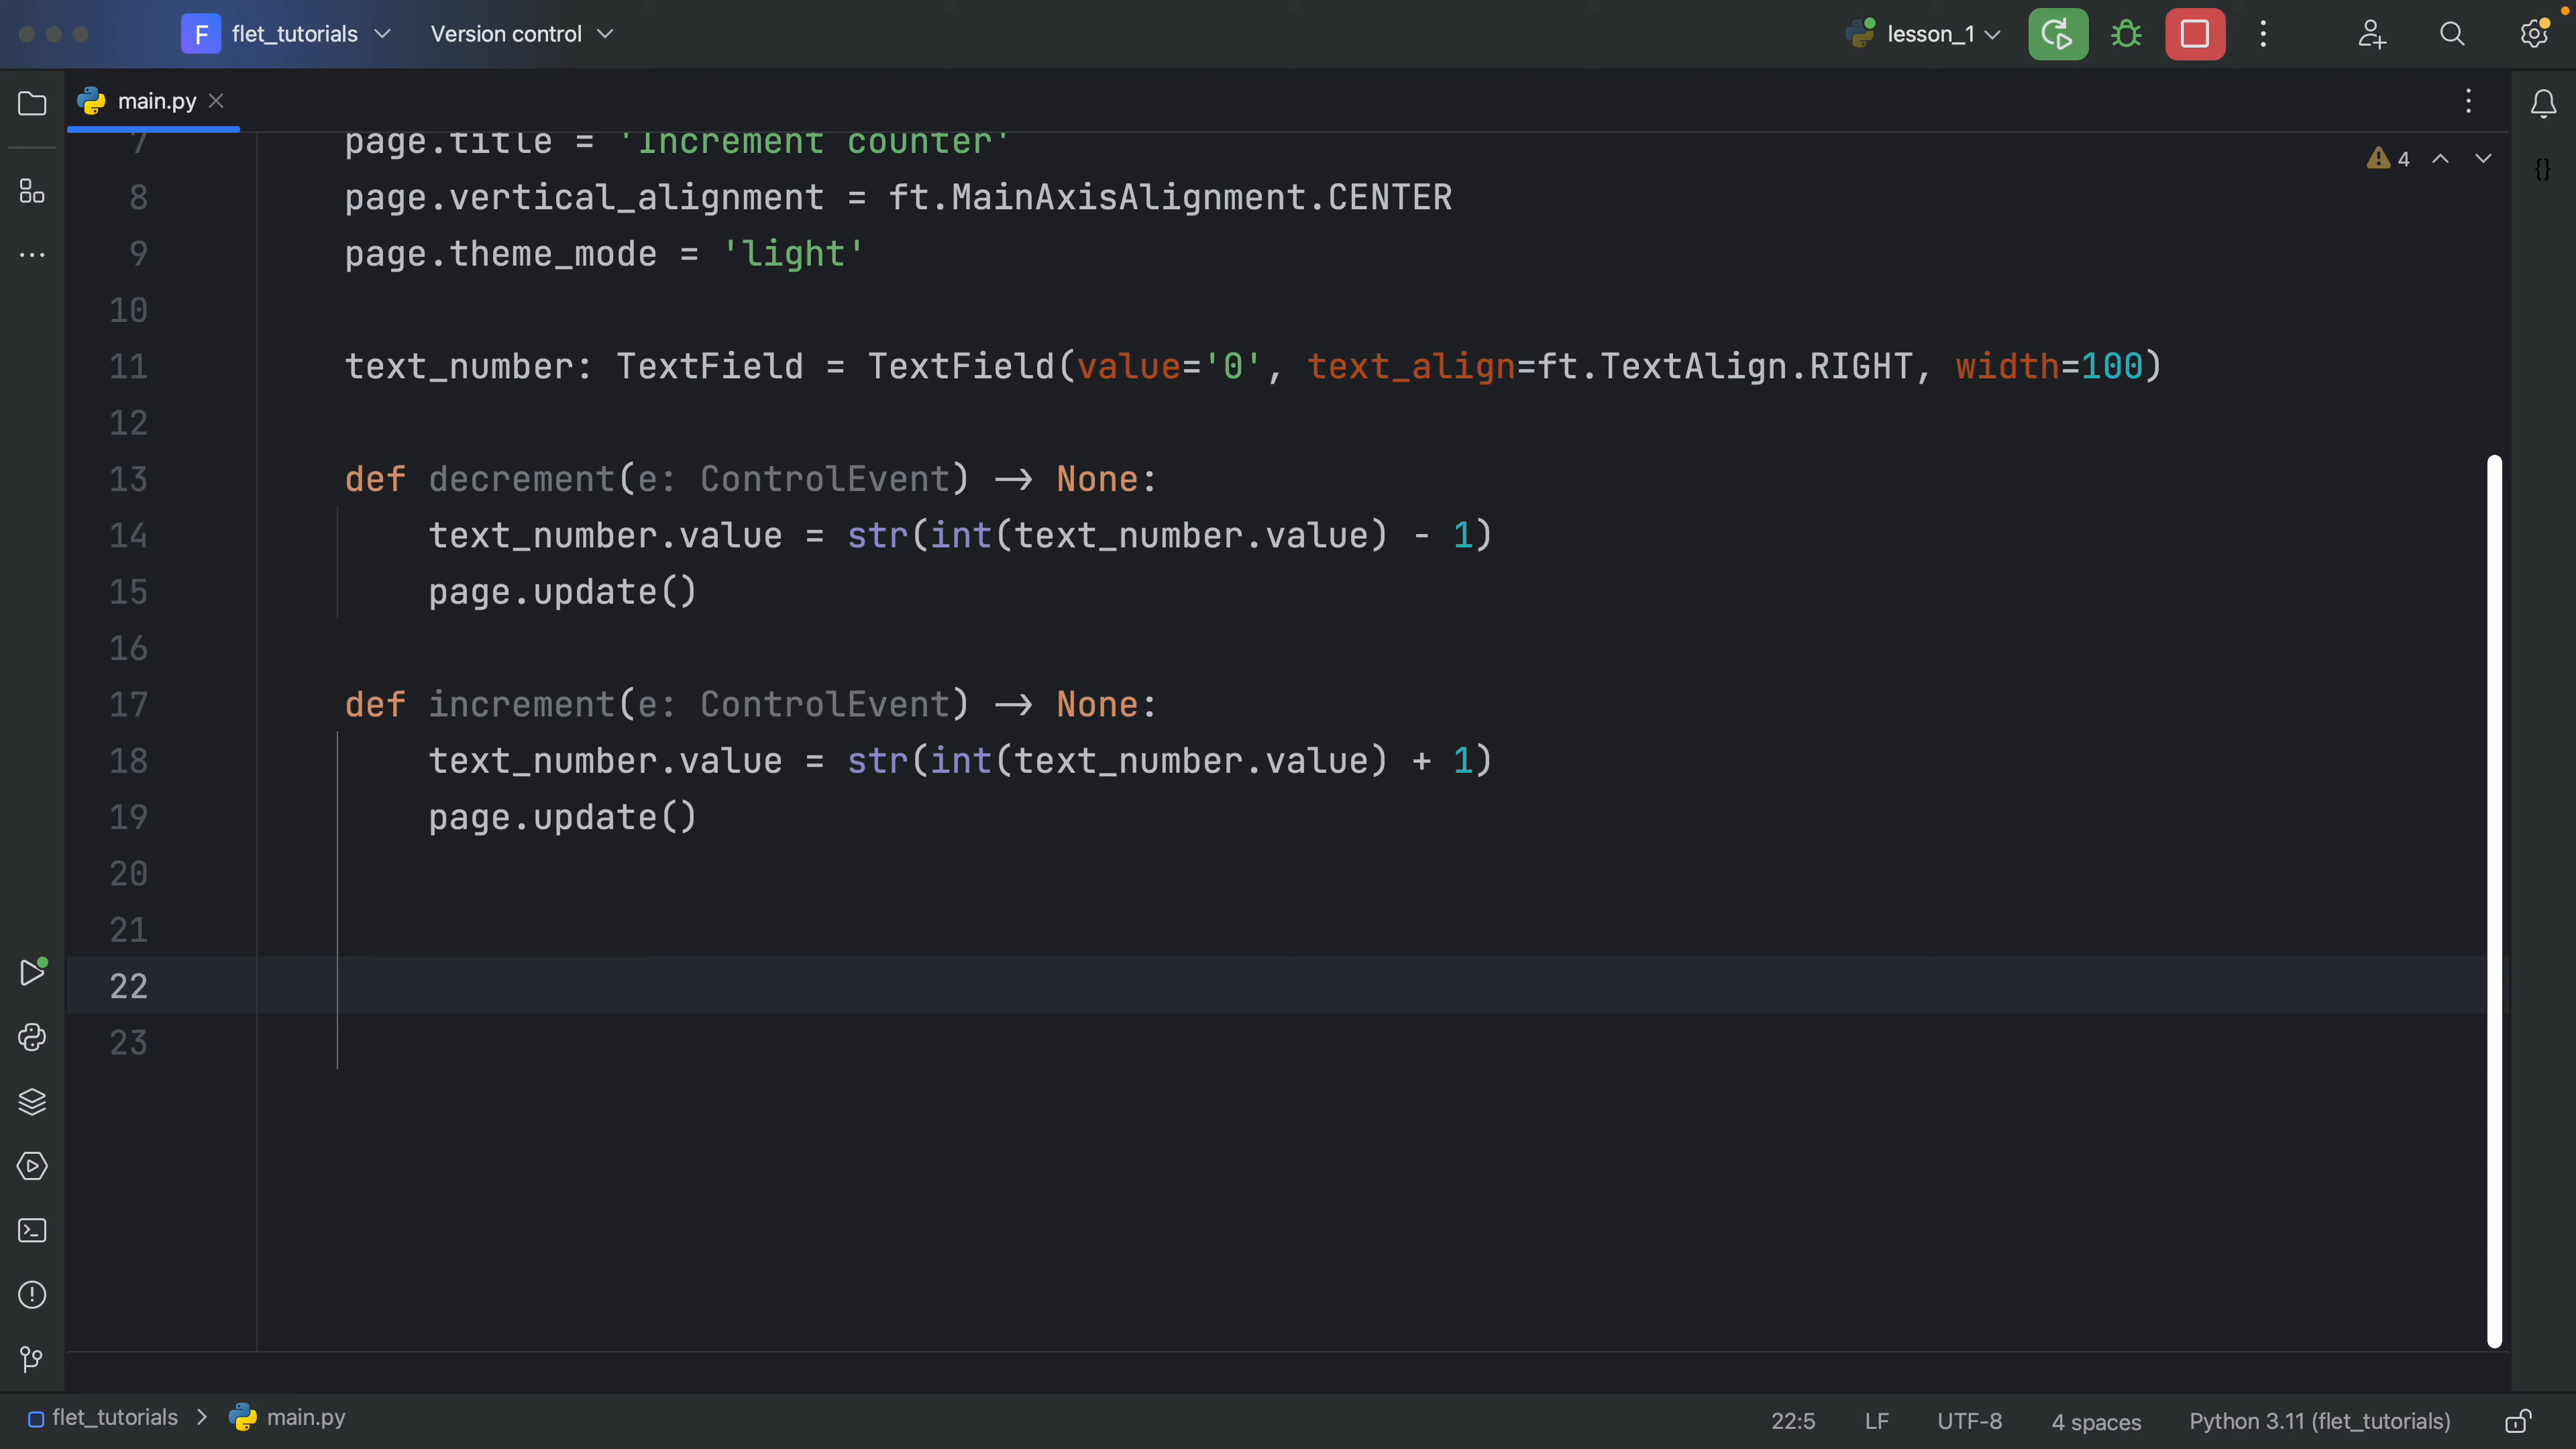 F flet_tutorials Version control lesson_1
main.py
7 page.title = 'Increment counter'
4
8 page.vertical_alignment = ft.MainAxisAlignment.CENTER
9 page.theme_mode = 'light'
10
11 text_number: TextField = TextField(value='0', text_align=ft.TextAlign.RIGHT, width=100)
12
13 def decrement(e: ControlEvent) -> None:
14 text_number.value = str(int(text_number.value) - 1)
15 page.update()
16
17 def increment(e: ControlEvent) -> None:
18 text_number.value = str(int(text_number.value) + 1)
19 page.update()
20
21
22
23
flet_tutorials > main.py 22:5 LF UTF-8 4 spaces Python 3.11 (flet_tutorials)